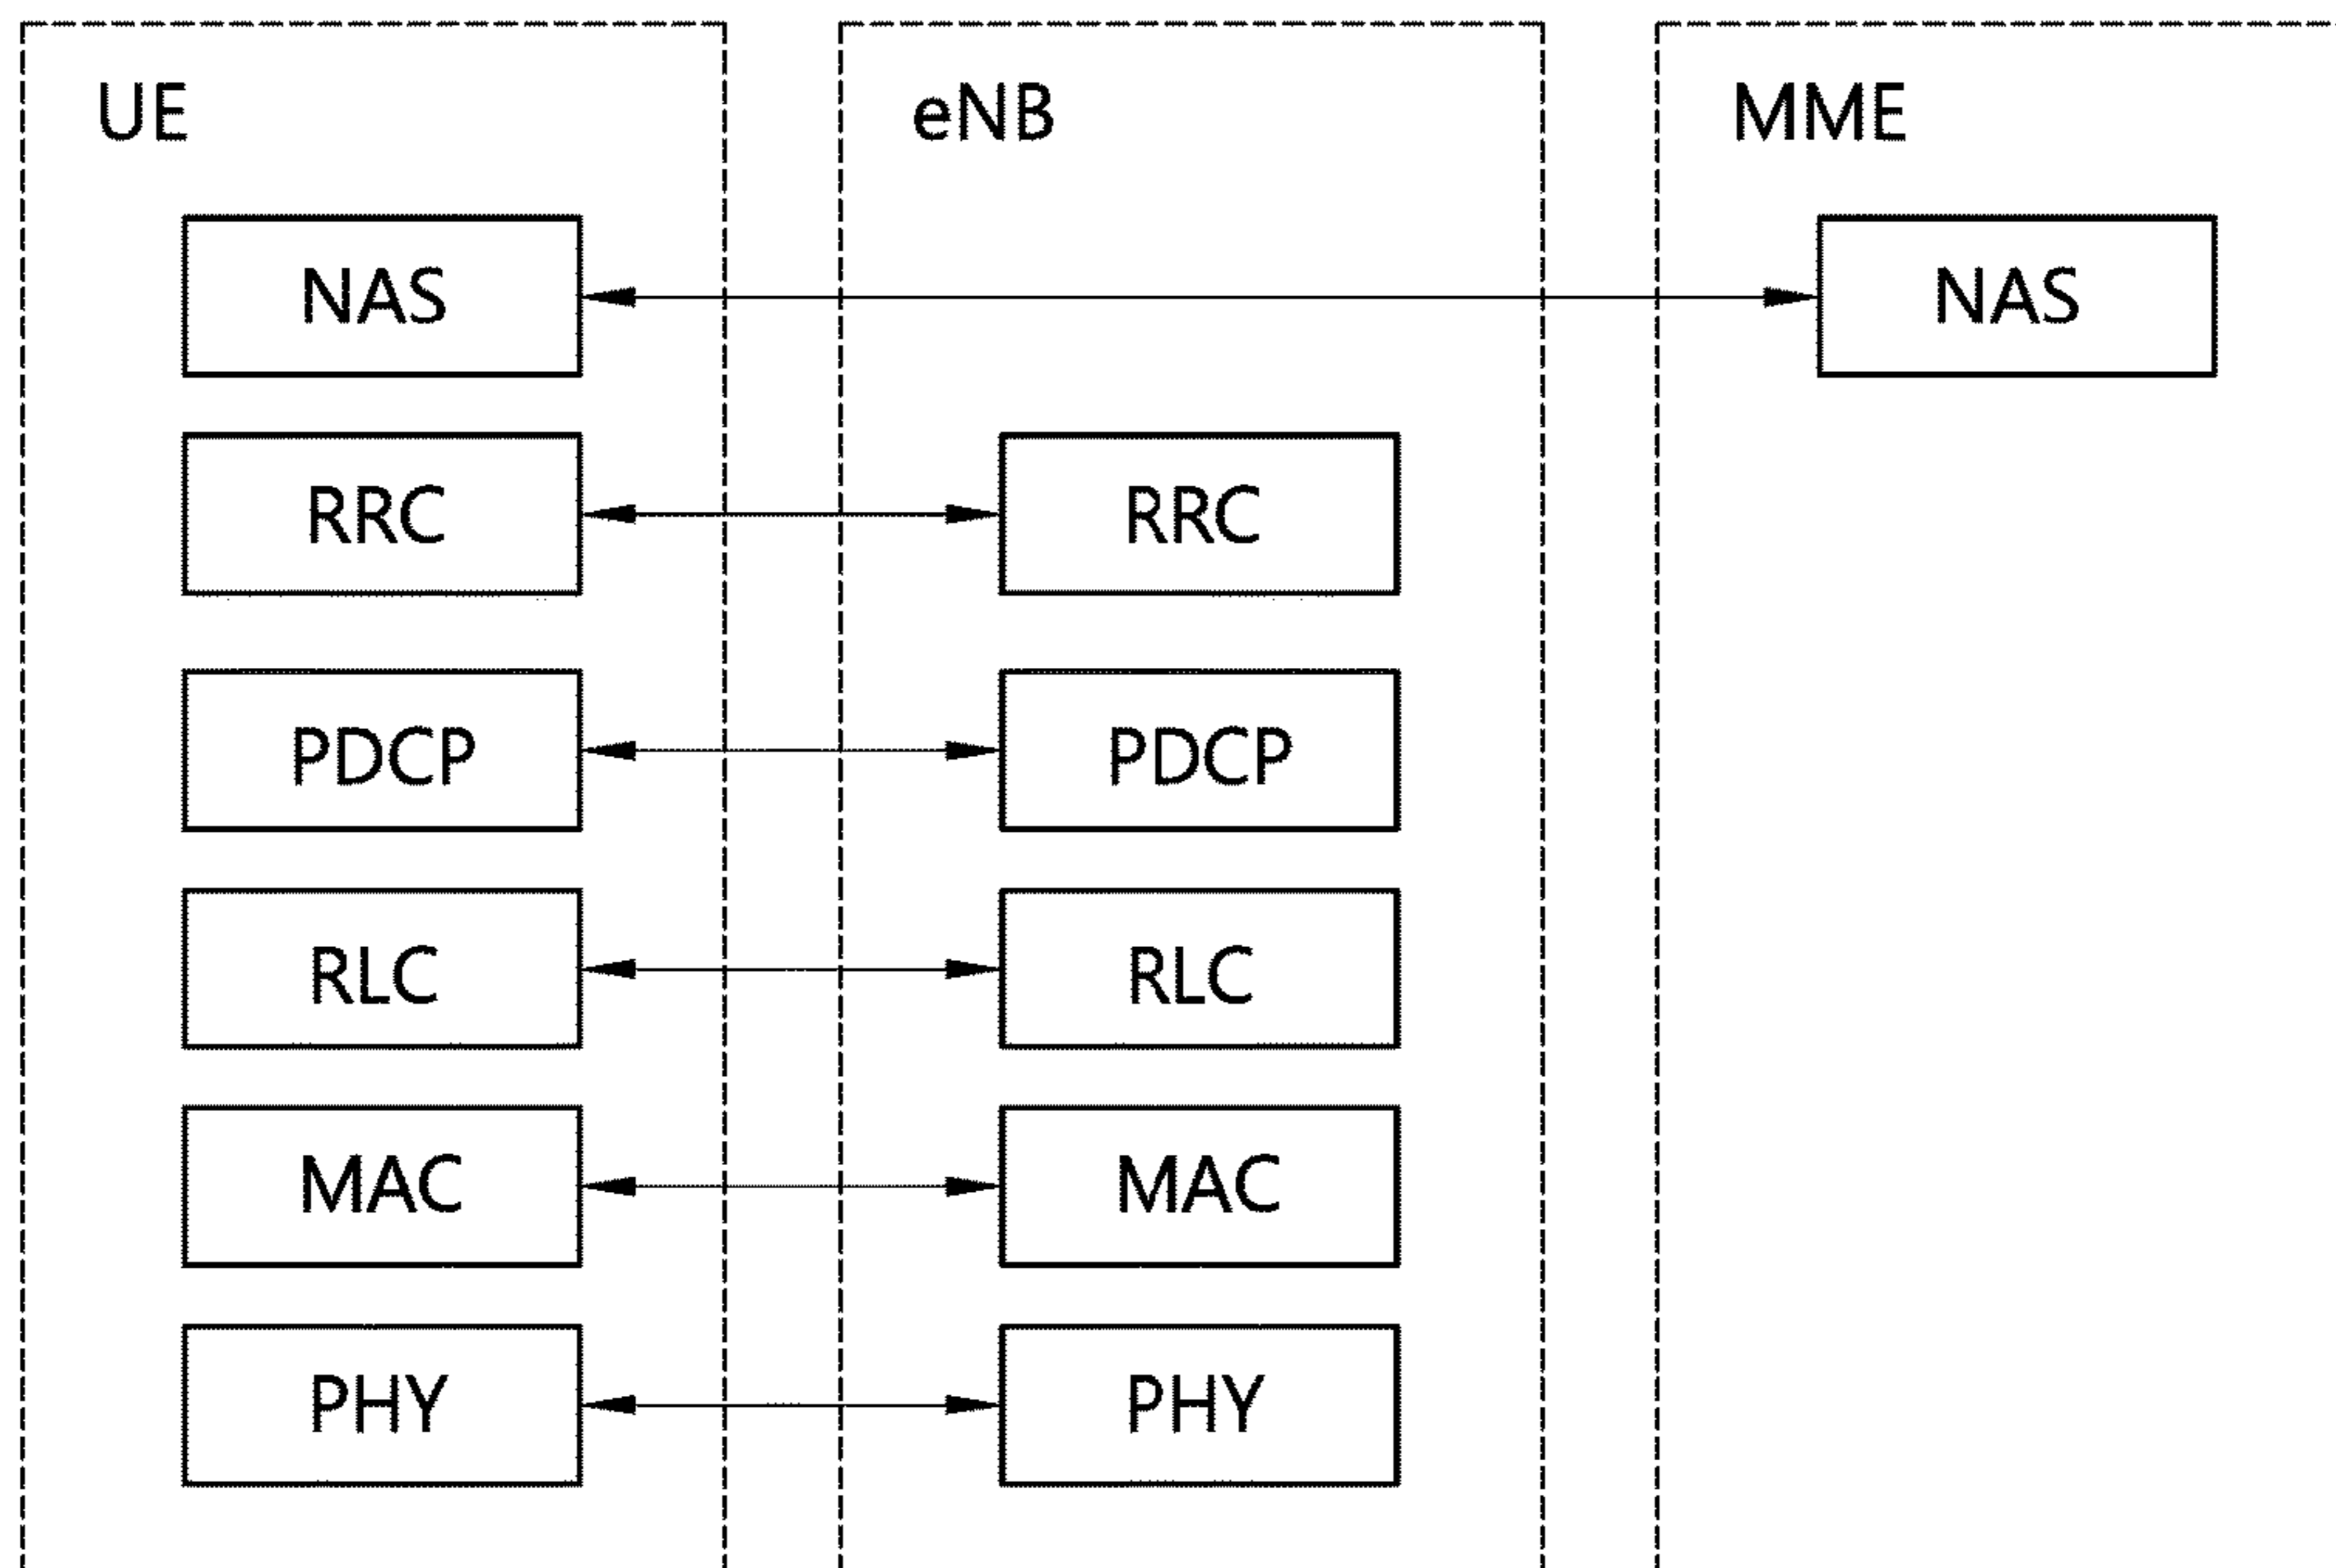 UE eNB MME
NAS NAS
RRC RRC
PDCP PDCP
RLC RLC
MAC MAC
PHY PHY